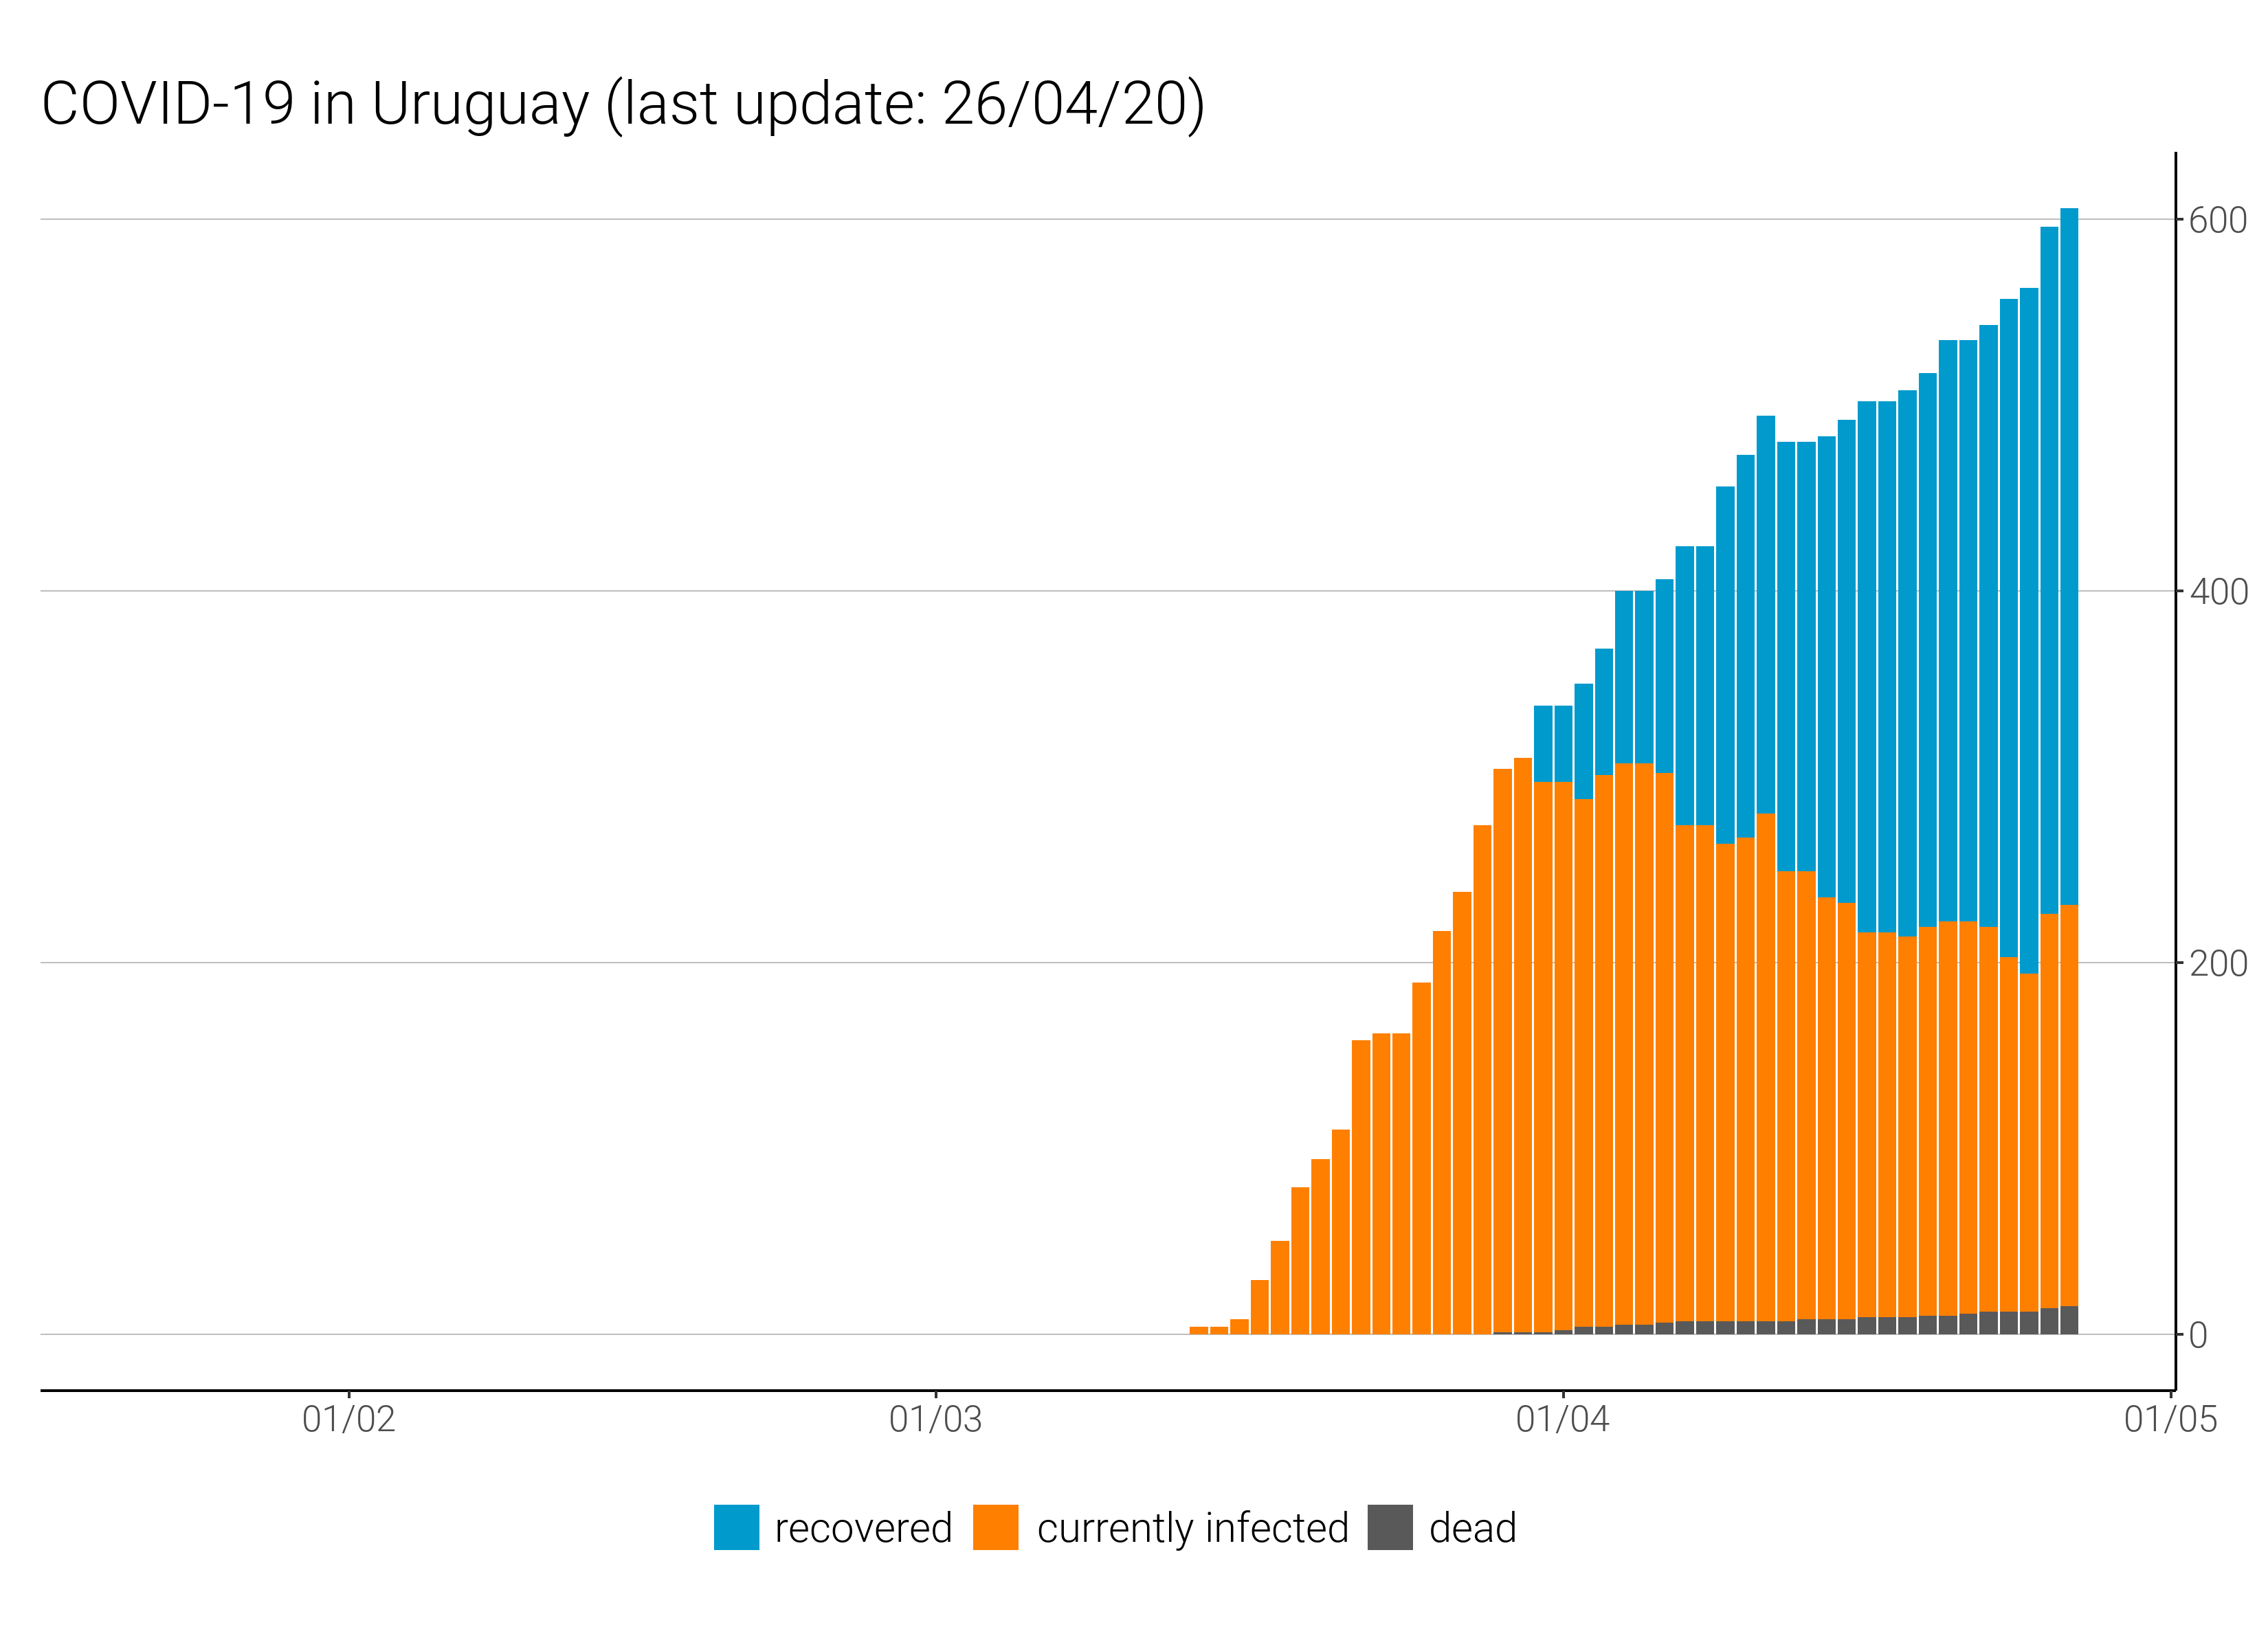 COVID-19 in Uruguay (last update: 26/04/20)
600
400
200
0
01/02 01/03 01/04 01/05
recovered currently infected dead